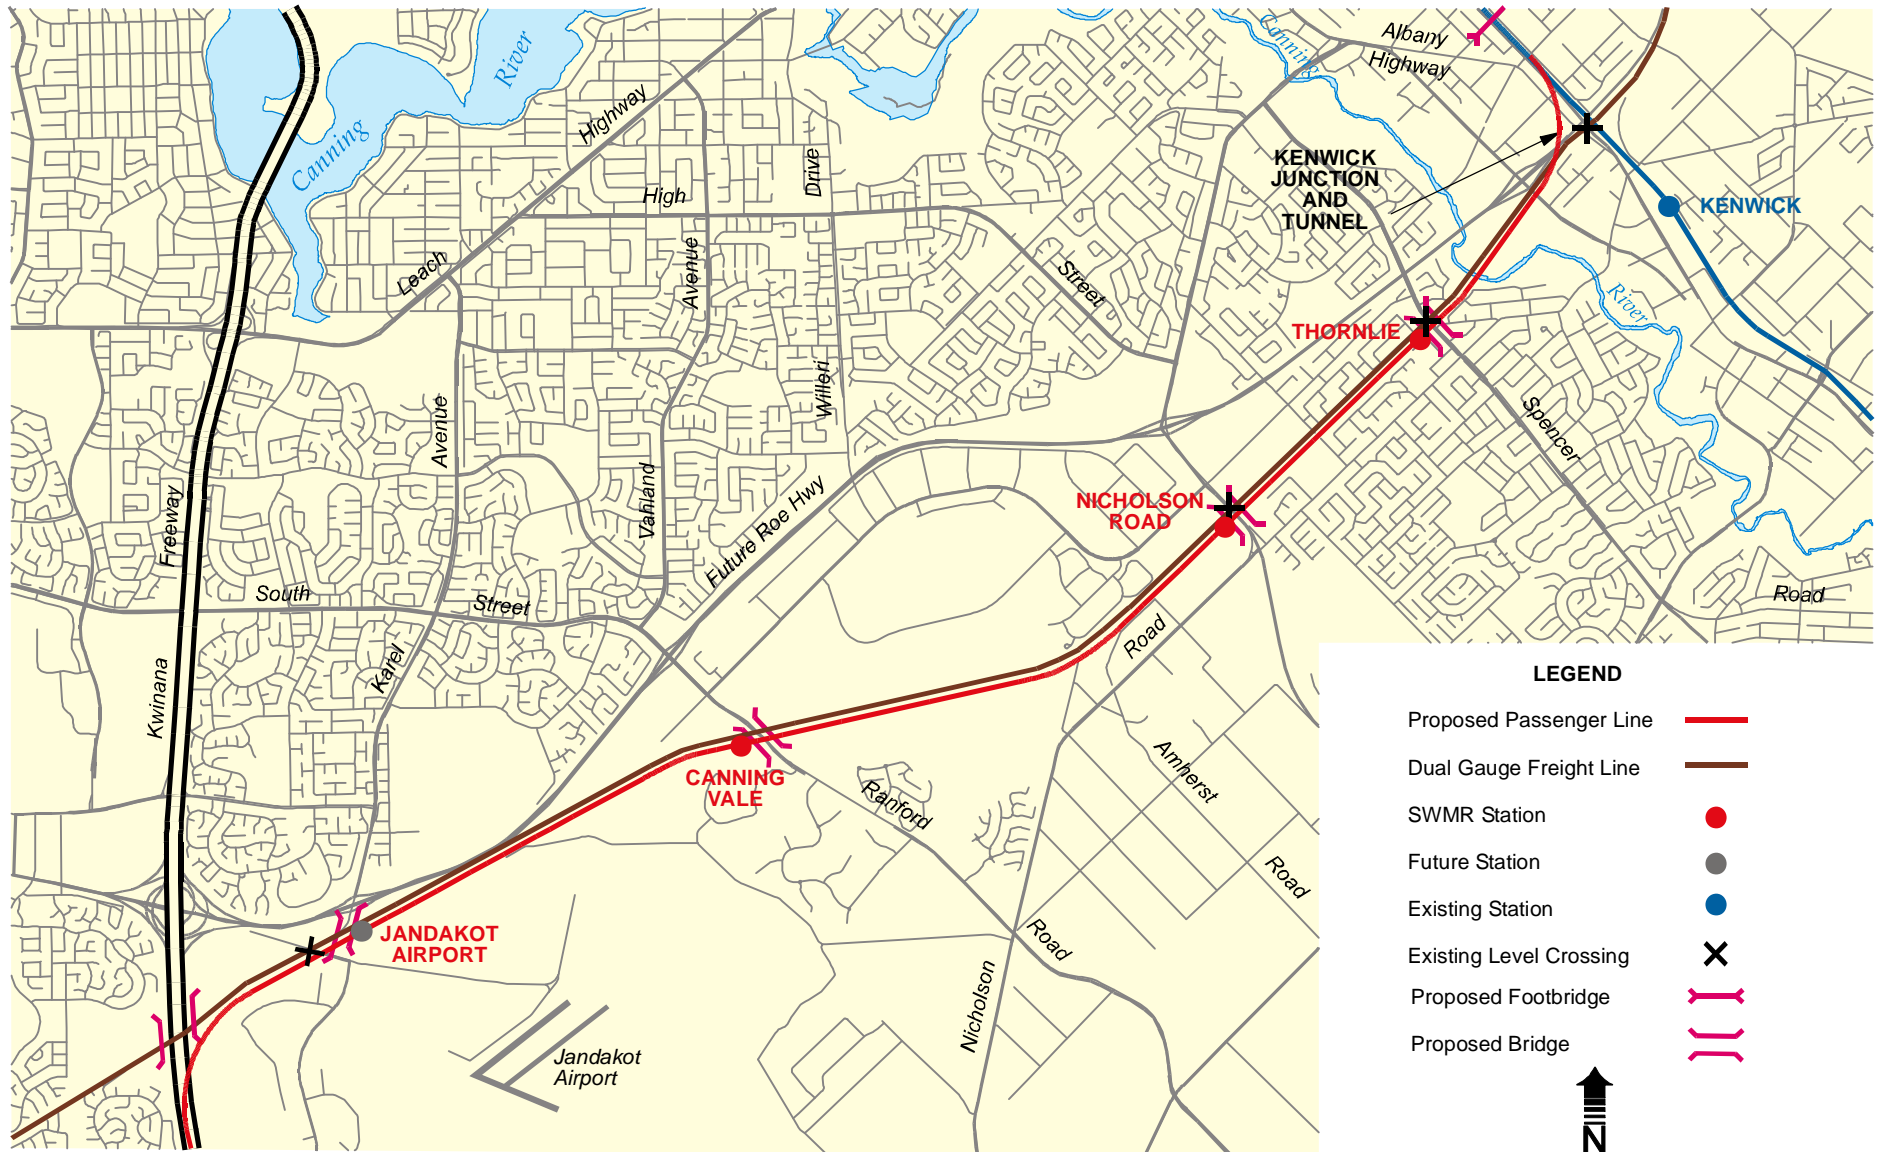 Albany
Highway
Canning
River
Canning
Highway
Leach
High
Drive
Avenue
Street
KENWICK
JUNCTION
AND
TUNNEL
KENWICK
River
THORNLIE
Spencer
Road
Willeri
Avenue
Vahland
Freeway
Kwinana
South
Street
Karel
Future Roe Hwy
NICHOLSON
ROAD
Road
Amherst
Road
CANNING
VALE
Ranford
Road
Nicholson
JANDAKOT
AIRPORT
Jandakot
Airport
LEGEND
Proposed Passenger Line
Dual Gauge Freight Line
SWMR Station
Future Station
Existing Station
Existing Level Crossing
Proposed Footbridge
Proposed Bridge
N